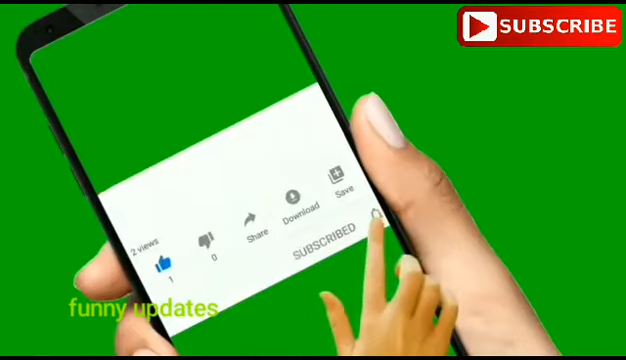 SUBSCRIBE
2 views
1
0
Share
Download
Save
SUBSCRIBED
funny updates